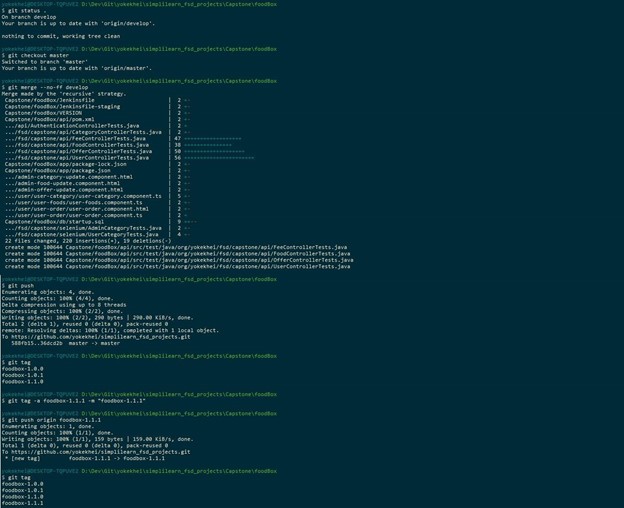 yokekhei@DESKTOP-TQPUVEI D:\Dev\Git\yokekhei\simplilearn_fsd_projects\Capstone\foodBox
$ git status .
On branch develop
Your branch is up to date with 'origin/develop'.
nothing to commit, working tree clean
yokekhei@DESKTOP-TQPUVEI D:\Dev\Git\yokekhei\simplilearn_fsd_projects\Capstone\foodBox
$ git checkout master
Switched to branch 'master'
Your branch is up to date with 'origin/master'.
yokekhei@DESKTOP-TQPUVEI D:\Dev\Git\yokekhei\simplilearn_fsd_projects\Capstone\foodBox
$ git merge --no-ff develop
Merge made by the 'recursive' strategy.
Capstone/foodBox/Jenkinsfile | 2 +-
Capstone/foodBox/Jenkinsfile-staging | 2 +-
Capstone/foodBox/VERSION | 2 +-
Capstone/foodBox/api/pom.xml | 2 +-
.../api/AuthenticationControllerTests.java | 2 +-
.../api/CategoryControllerTests.java | 2 +-
.../fsd/capstone/api/FeeControllerTests.java | 47
.../fsd/capstone/api/FoodControllerTests.java | 38
.../fsd/capstone/api/OfferControllerTests.java | 50
.../fsd/capstone/api/UserControllerTests.java | 56
Capstone/foodBox/app/package-lock.json | 2 +-
Capstone/foodBox/app/package.json | 2 +-
.../admin-category-update.component.html | 2 +-
.../admin-food-update.component.html | 2 +-
.../admin-offer-update.component.html | 2 +-
.../user/user-category/user-category.component.ts | 5 +-
.../user/user-foods/user-foods.component.ts | 2 +-
.../user/user-order/user-order.component.html | 2 +-
.../user/user-order/user-order.component.ts | 2 +
Capstone/foodBox/db/startup.sql | 9
.../fsd/capstone/selenium/AdminCategoryTests.java | 2 +
.../fsd/capstone/selenium/UserCategoryTests.java | 4
22 files changed, 220 insertions(+), 19 deletions(-)
create mode 100644 Capstone/foodBox/api/src/test/java/org/yokekhei/fsd/capstone/api/FeeControllerTests.java
create mode 100644 Capstone/foodBox/api/src/test/java/org/yokekhei/fsd/capstone/api/FoodControllerTests.java
create mode 100644 Capstone/foodBox/api/src/test/java/org/yokekhei/fsd/capstone/api/OfferControllerTests.java
create mode 100644 Capstone/foodBox/api/src/test/java/org/yokekhei/fsd/capstone/api/UserControllerTests.java
yokekhei@DESKTOP-TQPUVEI D:\Dev\Git\yokekhei\simplilearn_fsd_projects\Capstone\foodBox
$ git push
Enumerating objects: 4, done.
Counting objects: 100% (4/4), done.
Delta compression using up to 8 threads
Compressing objects: 100% (2/2), done.
Writing objects: 100% (2/2), 290 bytes | 290.00 KiB/s, done.
Total 2 (delta 1), reused 0 (delta 0), pack-reused 0
remote: Resolving deltas: 100% (1/1), completed with 1 local object.
To https://github.com/yokekhei/simplilearn_fsd_projects.git
588fb15..36dcd2b master -> master
yokekhei@DESKTOP-TQPUVEI D:\Dev\Git\yokekhei\simplilearn_fsd_projects\Capstone\foodBox
$ git tag
foodbox-1.0.0
foodbox-1.0.1
foodbox-1.1.0
yokekhei@DESKTOP-TQPUVEI D:\Dev\Git\yokekhei\simplilearn_fsd_projects\Capstone\foodBox
$ git tag -a foodbox-1.1.1 -m "foodbox-1.1.1"
yokekhei@DESKTOP-TQPUVEI D:\Dev\Git\yokekhei\simplilearn_fsd_projects\Capstone\foodBox
$ git push origin foodbox-1.1.1
Enumerating objects: 1, done.
Counting objects: 100% (1/1), done.
Writing objects: 100% (1/1), 159 bytes | 159.00 KiB/s, done.
Total 1 (delta 0), reused 0 (delta 0), pack-reused 0
To https://github.com/yokekhei/simplilearn_fsd_projects.git
* [new tag] foodbox-1.1.1 -> foodbox-1.1.1
yokekhei@DESKTOP-TQPUVEI D:\Dev\Git\yokekhei\simplilearn_fsd_projects\Capstone\foodBox
$ git tag
foodbox-1.0.0
foodbox-1.0.1
foodbox-1.1.0
foodbox-1.1.1